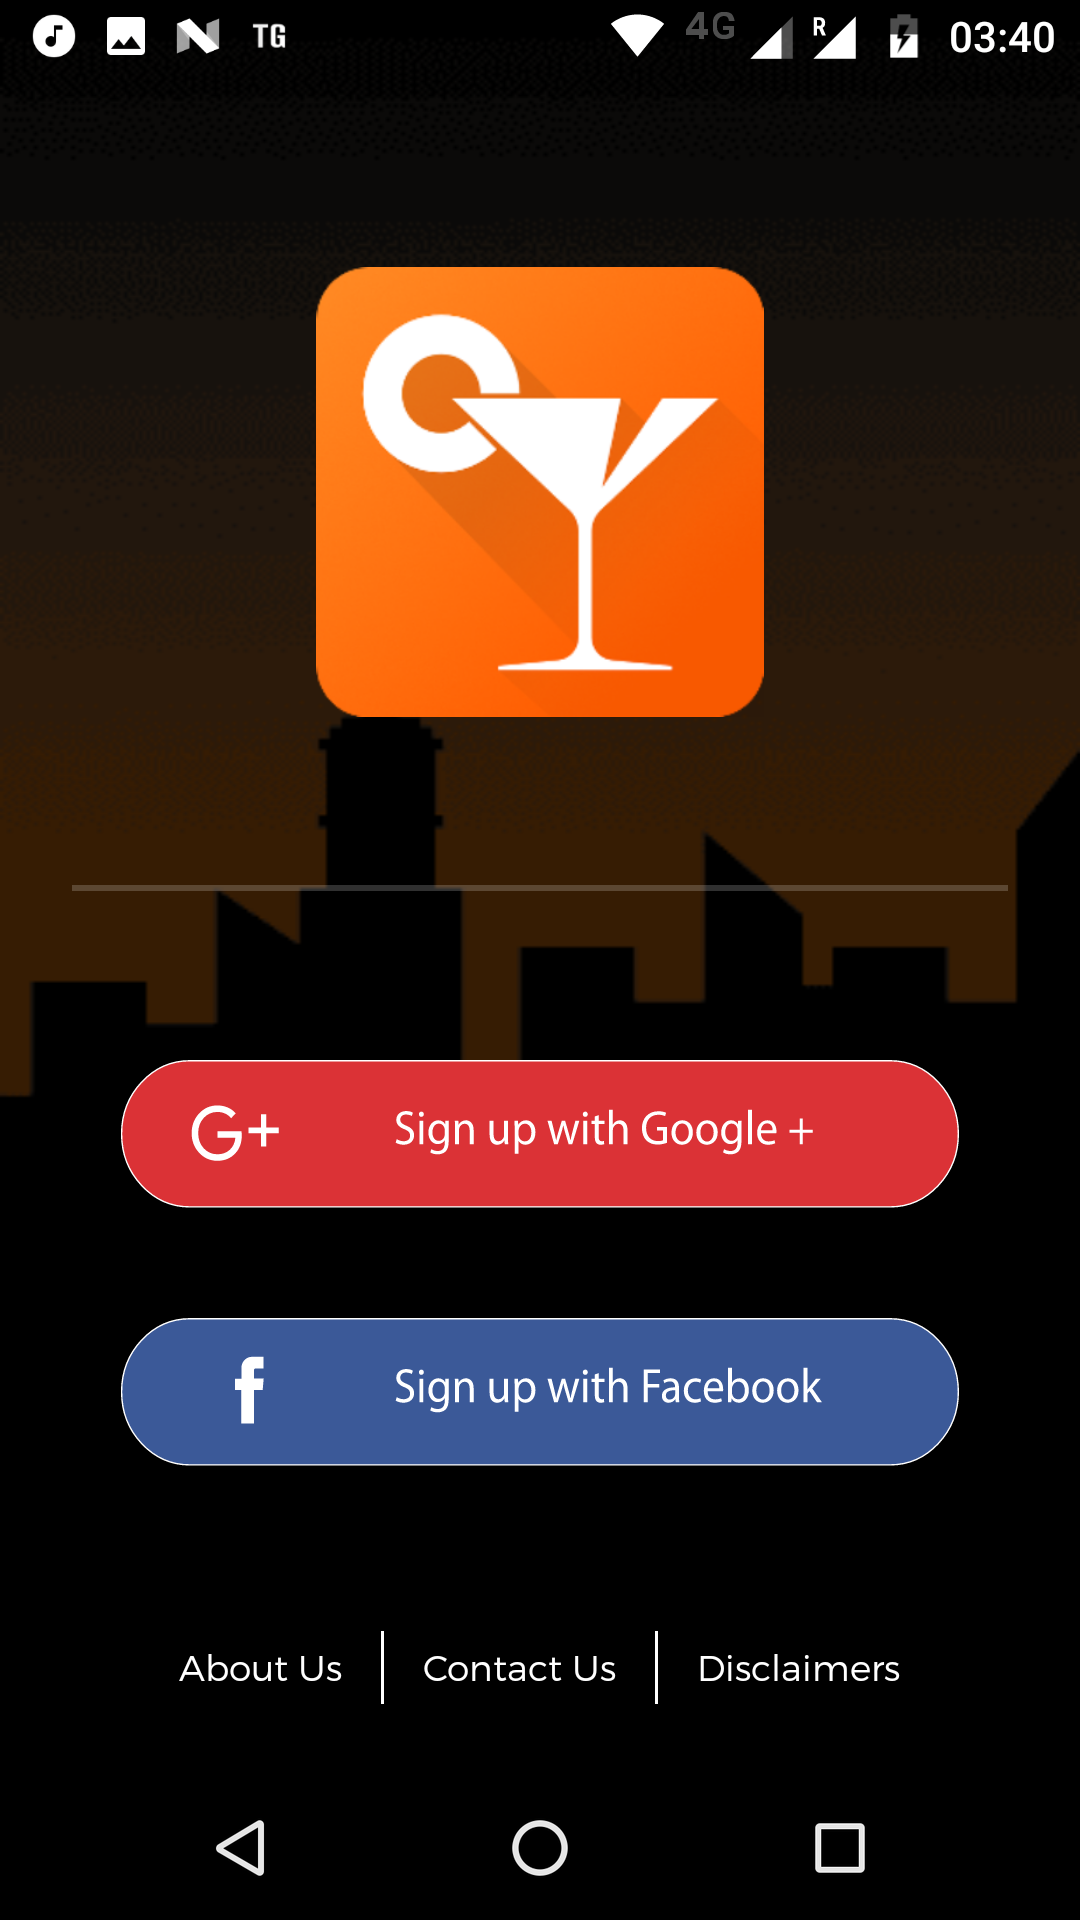 TG 4G R 03:40
G+ Sign up with Google +
f Sign up with Facebook
About Us Contact Us Disclaimers